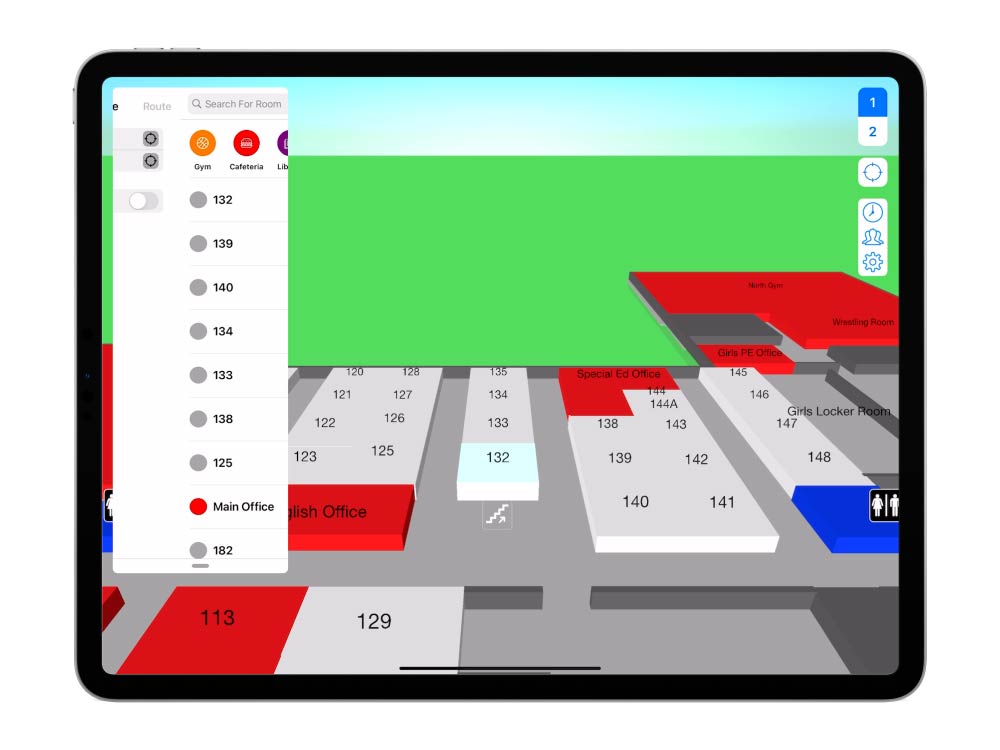 Route
Search For Room
Gym
Cafeteria
132
139
140
134
133
138
125
Main Office
182
1
2
North Gym
Wrestling Room
Girls PE Office
Girls Locker Room
Special Ed Office
120
128
121
127
122
126
123
125
135
134
133
132
144
144A
138
143
139
142
140
141
145
146
147
148
113
129
Office